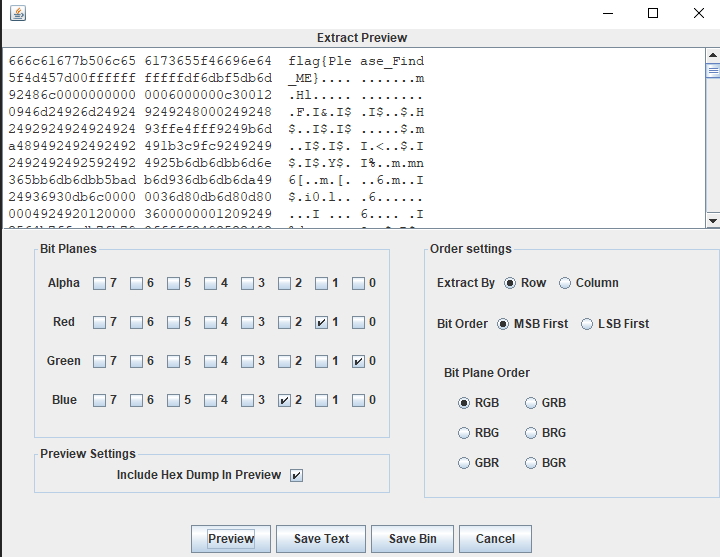 Extract Preview
666c61677b506c65 6173655f46696e64 flag{Ple ase_Find
5f4d457d00ffffff fffffdf6dbf5db6d _ME}.... .......m
92486c0000000000 0006000000c30012 .Hl..... ........
0946d24926d24924 9249248000249248 .F.I&.I$ .I$..$.H
2492924924924924 93ffe4fff9249b6d $..I$.I$ .....$.m
a489492492492492 491b3c9fc9249249 ..I$.I$. I.<..$.I
2492492492592492 4925b6db6dbb6d6e $.I$.Y$. I%..m.mn
365bb6db6dbb5bad b6d936db6db6da49 6[..m.[. ..6.m..I
24936930db6c0000 0036d80db6d80d80 $.i0.l.. .6......
0004924920120000 3600000001209249 ...I ... 6.... .I
Bit Planes
Alpha 7 6 5 4 3 2 1 0
Red 7 6 5 4 3 2 1 0
Green 7 6 5 4 3 2 1 0
Blue 7 6 5 4 3 2 1 0
Preview Settings
Include Hex Dump In Preview
Order settings
Extract By Row Column
Bit Order MSB First LSB First
Bit Plane Order
RGB GRB
RBG BRG
GBR BGR
Preview Save Text Save Bin Cancel